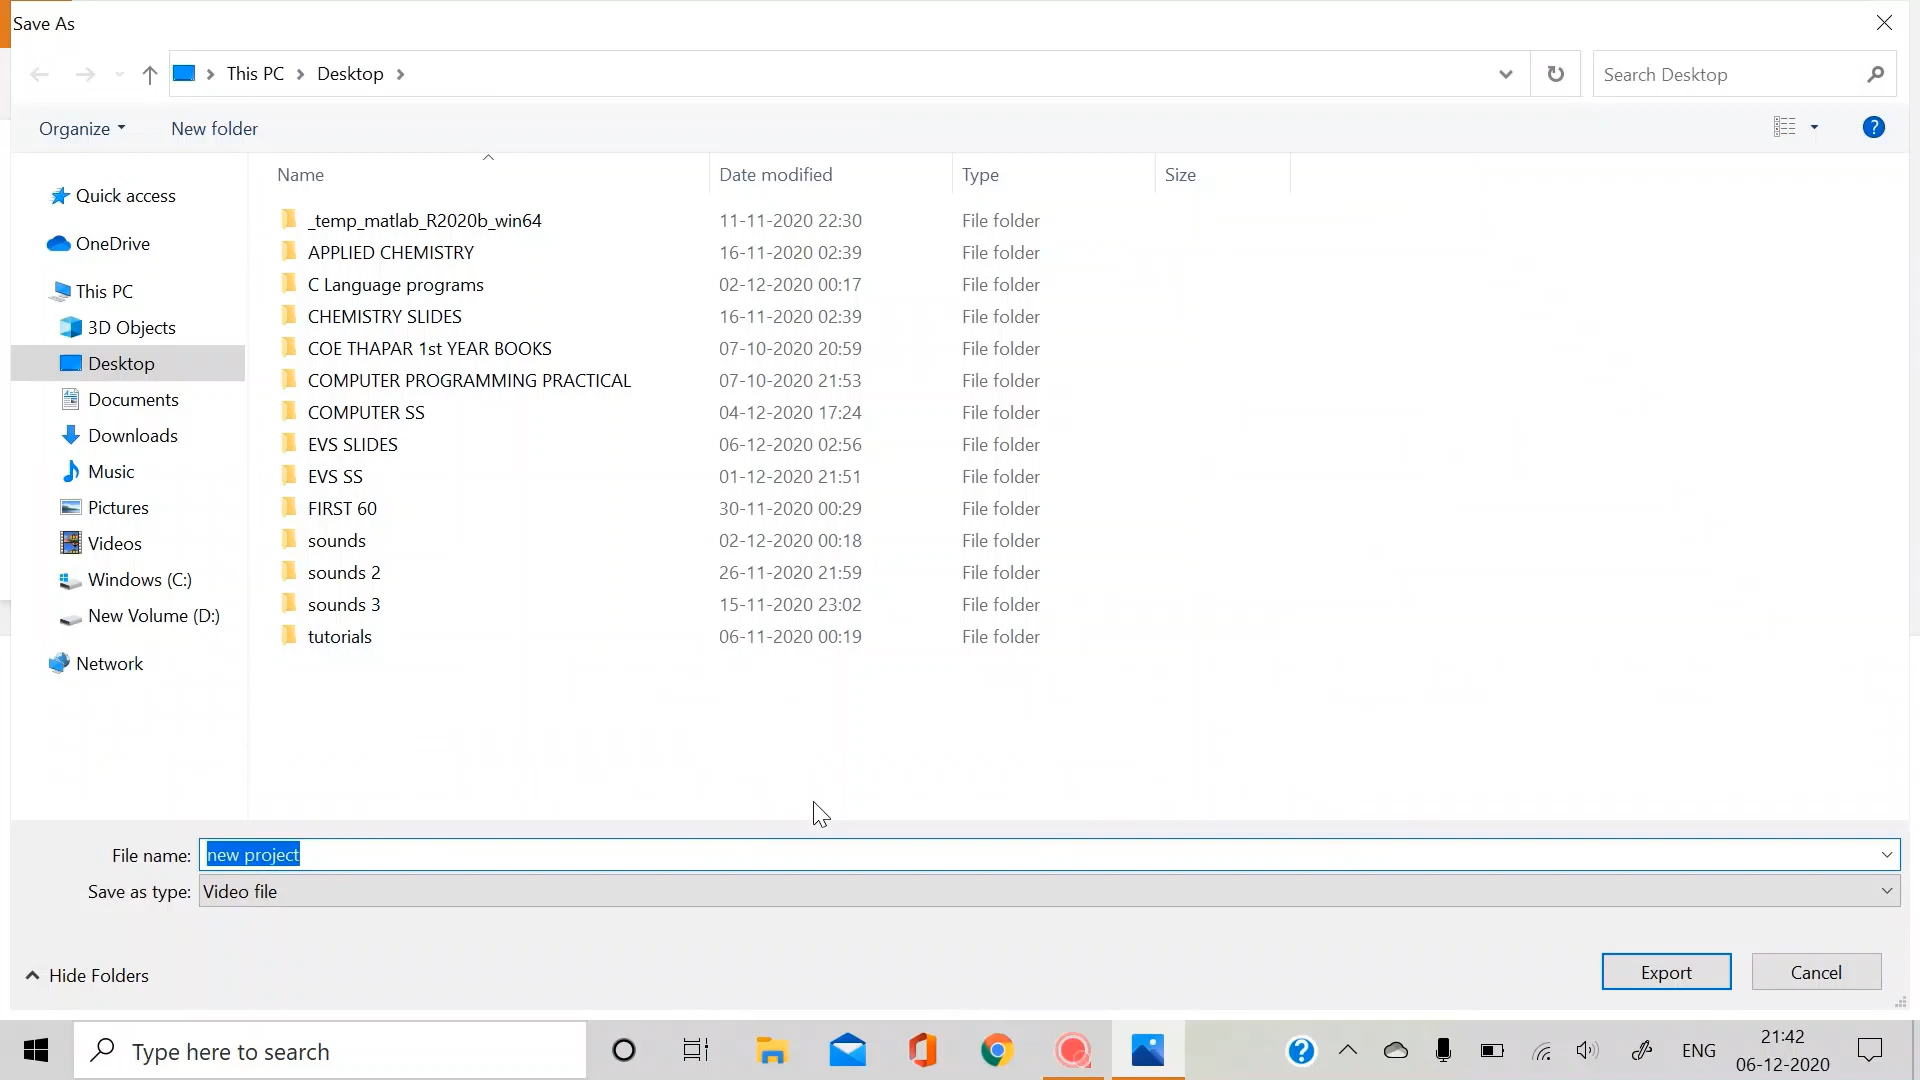 Save As
This PC Desktop
Search Desktop
Organize New folder
Name Date modified Type Size
Quick access
OneDrive
This PC
3D Objects
Desktop
Documents
Downloads
Music
Pictures
Videos
Windows (C:)
New Volume (D:)
Network
_temp_matlab_R2020b_win64 11-11-2020 22:30 File folder
APPLIED CHEMISTRY 16-11-2020 02:39 File folder
C Language programs 02-12-2020 00:17 File folder
CHEMISTRY SLIDES 16-11-2020 02:39 File folder
COE THAPAR 1st YEAR BOOKS 07-10-2020 20:59 File folder
COMPUTER PROGRAMMING PRACTICAL 07-10-2020 21:53 File folder
COMPUTER SS 04-12-2020 17:24 File folder
EVS SLIDES 06-12-2020 02:56 File folder
EVS SS 01-12-2020 21:51 File folder
FIRST 60 30-11-2020 00:29 File folder
sounds 02-12-2020 00:18 File folder
sounds 2 26-11-2020 21:59 File folder
sounds 3 15-11-2020 23:02 File folder
tutorials 06-11-2020 00:19 File folder
File name: new project
Save as type: Video file
Hide Folders
Export Cancel
Type here to search
ENG
21:42
06-12-2020